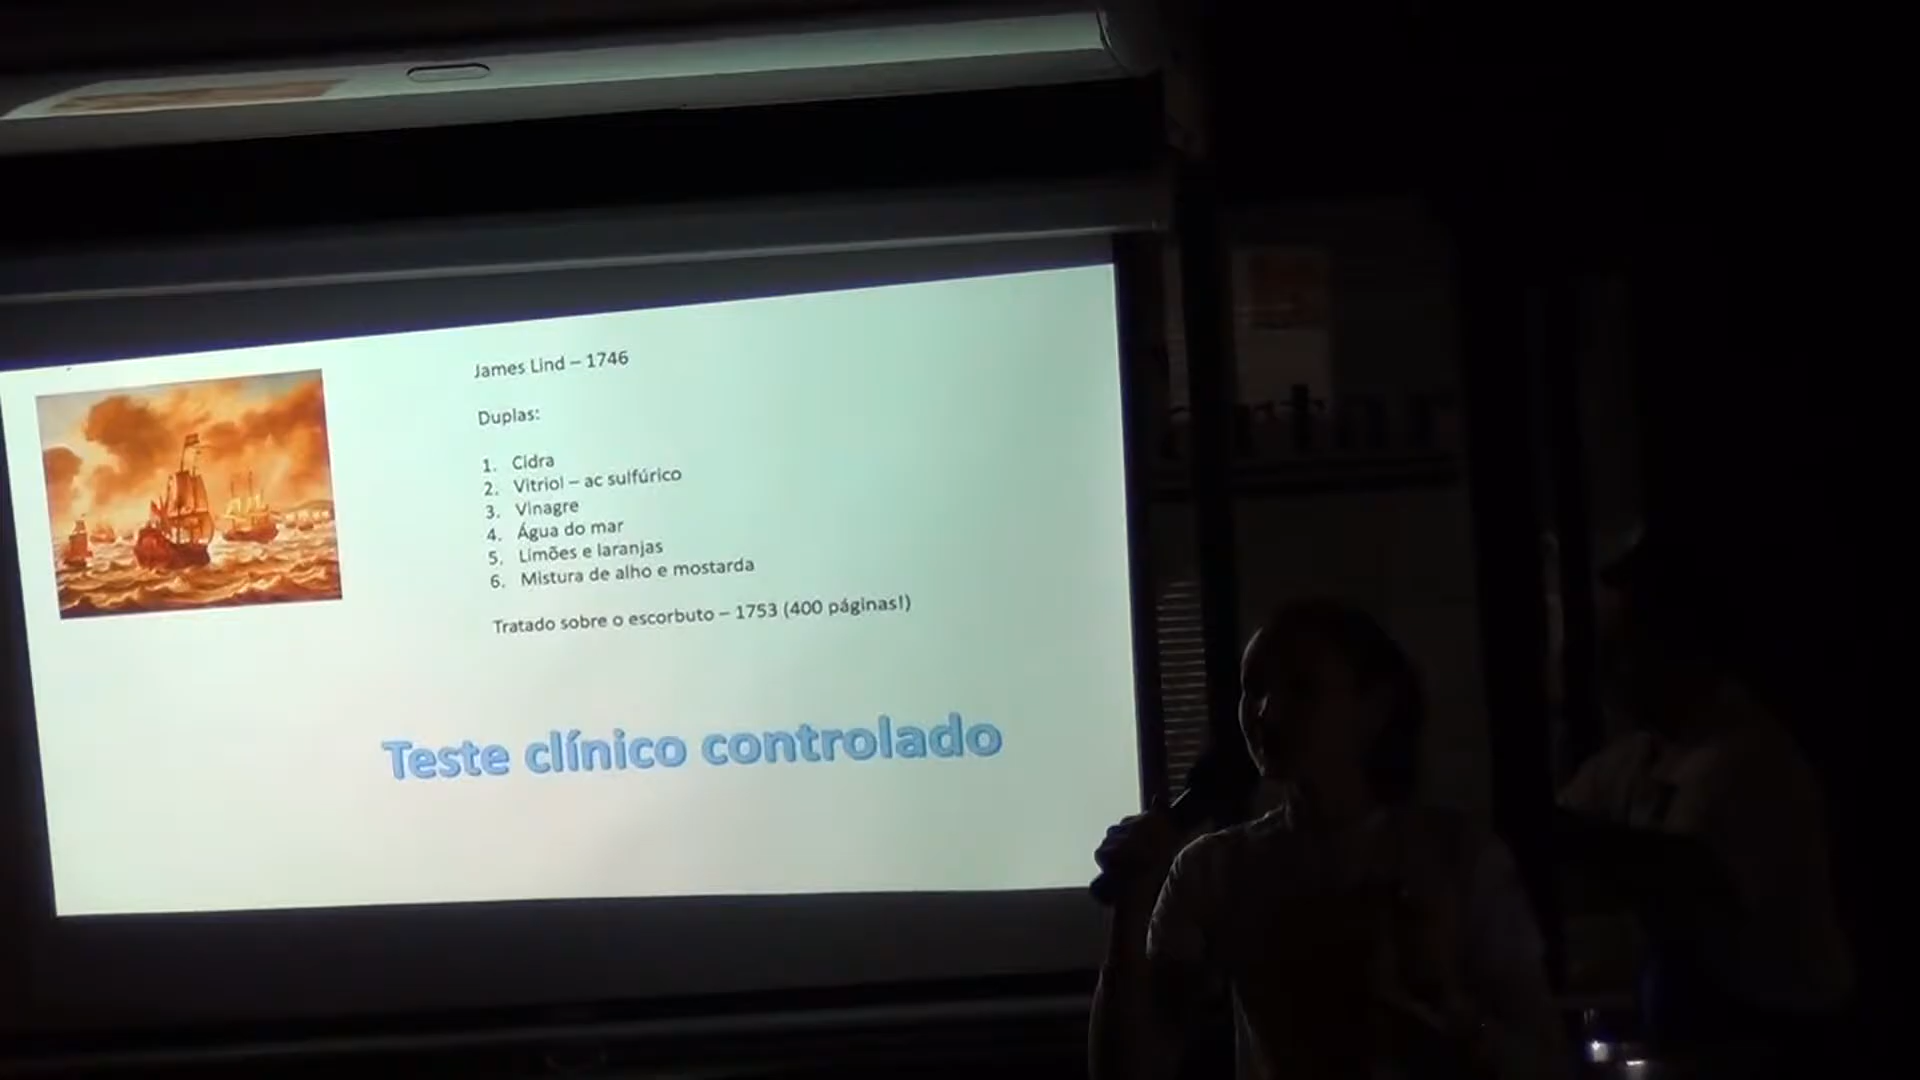 James Lind – 1746
Duplas:
1. Cidra
2. Vitriol – ac sulfúrico
3. Vinagre
4. Água do mar
5. Limões e laranjas
6. Mistura de alho e mostarda
Tratado sobre o escorbuto – 1753 (400 páginas!)
Teste clínico controlado